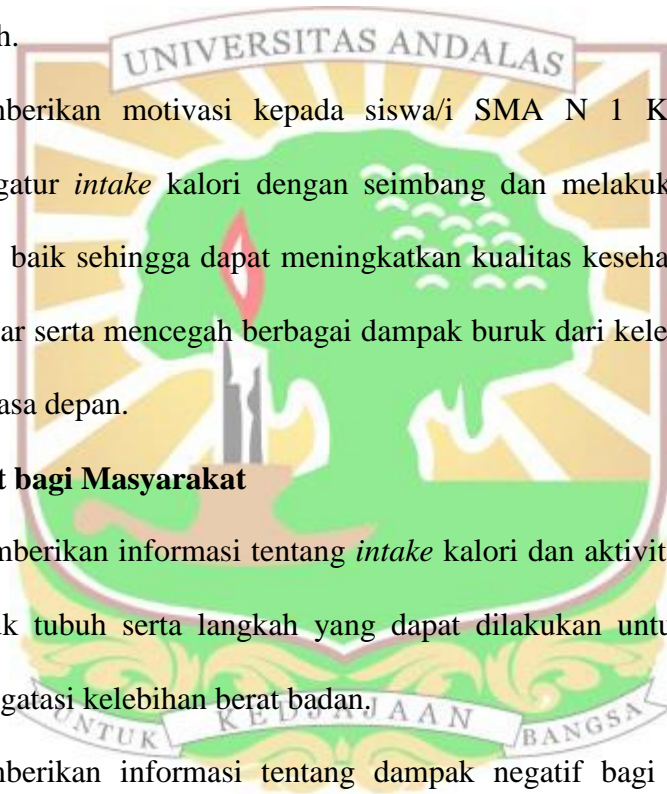 h.
UNIVERSITAS ANDALAS
mberikan motivasi kepada siswa/i SMA N 1 K
gatur intake kalori dengan seimbang dan melakuk
baik sehingga dapat meningkatkan kualitas keseha
ar serta mencegah berbagai dampak buruk dari kele
asa depan.
t bagi Masyarakat
mberikan informasi tentang intake kalori dan aktivit
k tubuh serta langkah yang dapat dilakukan untu
gatasi kelebihan berat badan.
UNTUK KEDJAJAAN BANGSA
mberikan informasi tentang dampak negatif bagi